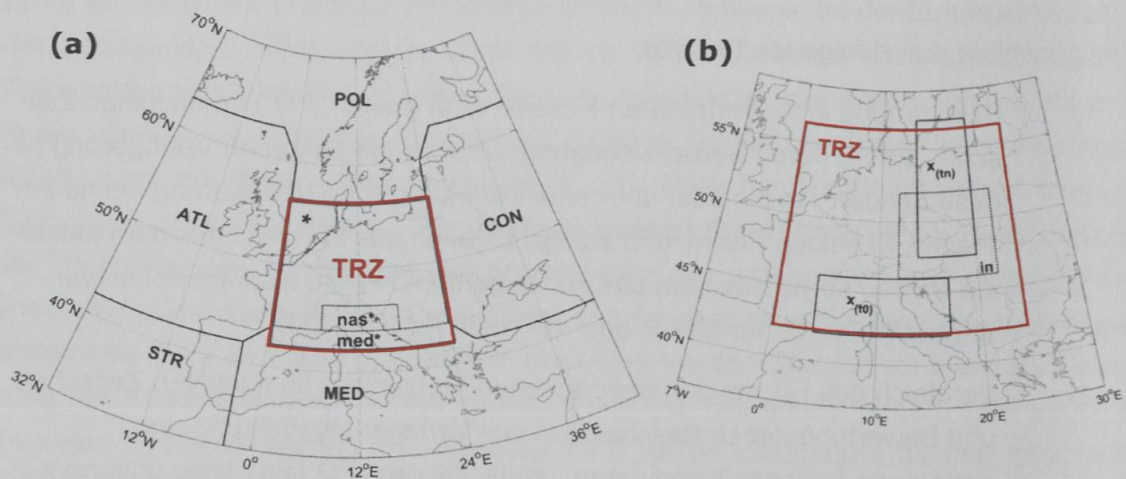 (a)
70°N
60°N
50°N
40°N
32°N
12°W
0°
12°E
24°E
36°E
POL
ATL
CON
*
TRZ
nas*
med*
STR
MED
(b)
55°N
50°N
45°N
40°N
7°W
0°
10°E
20°E
30°E
TRZ
x(tn)
in
x(t0)